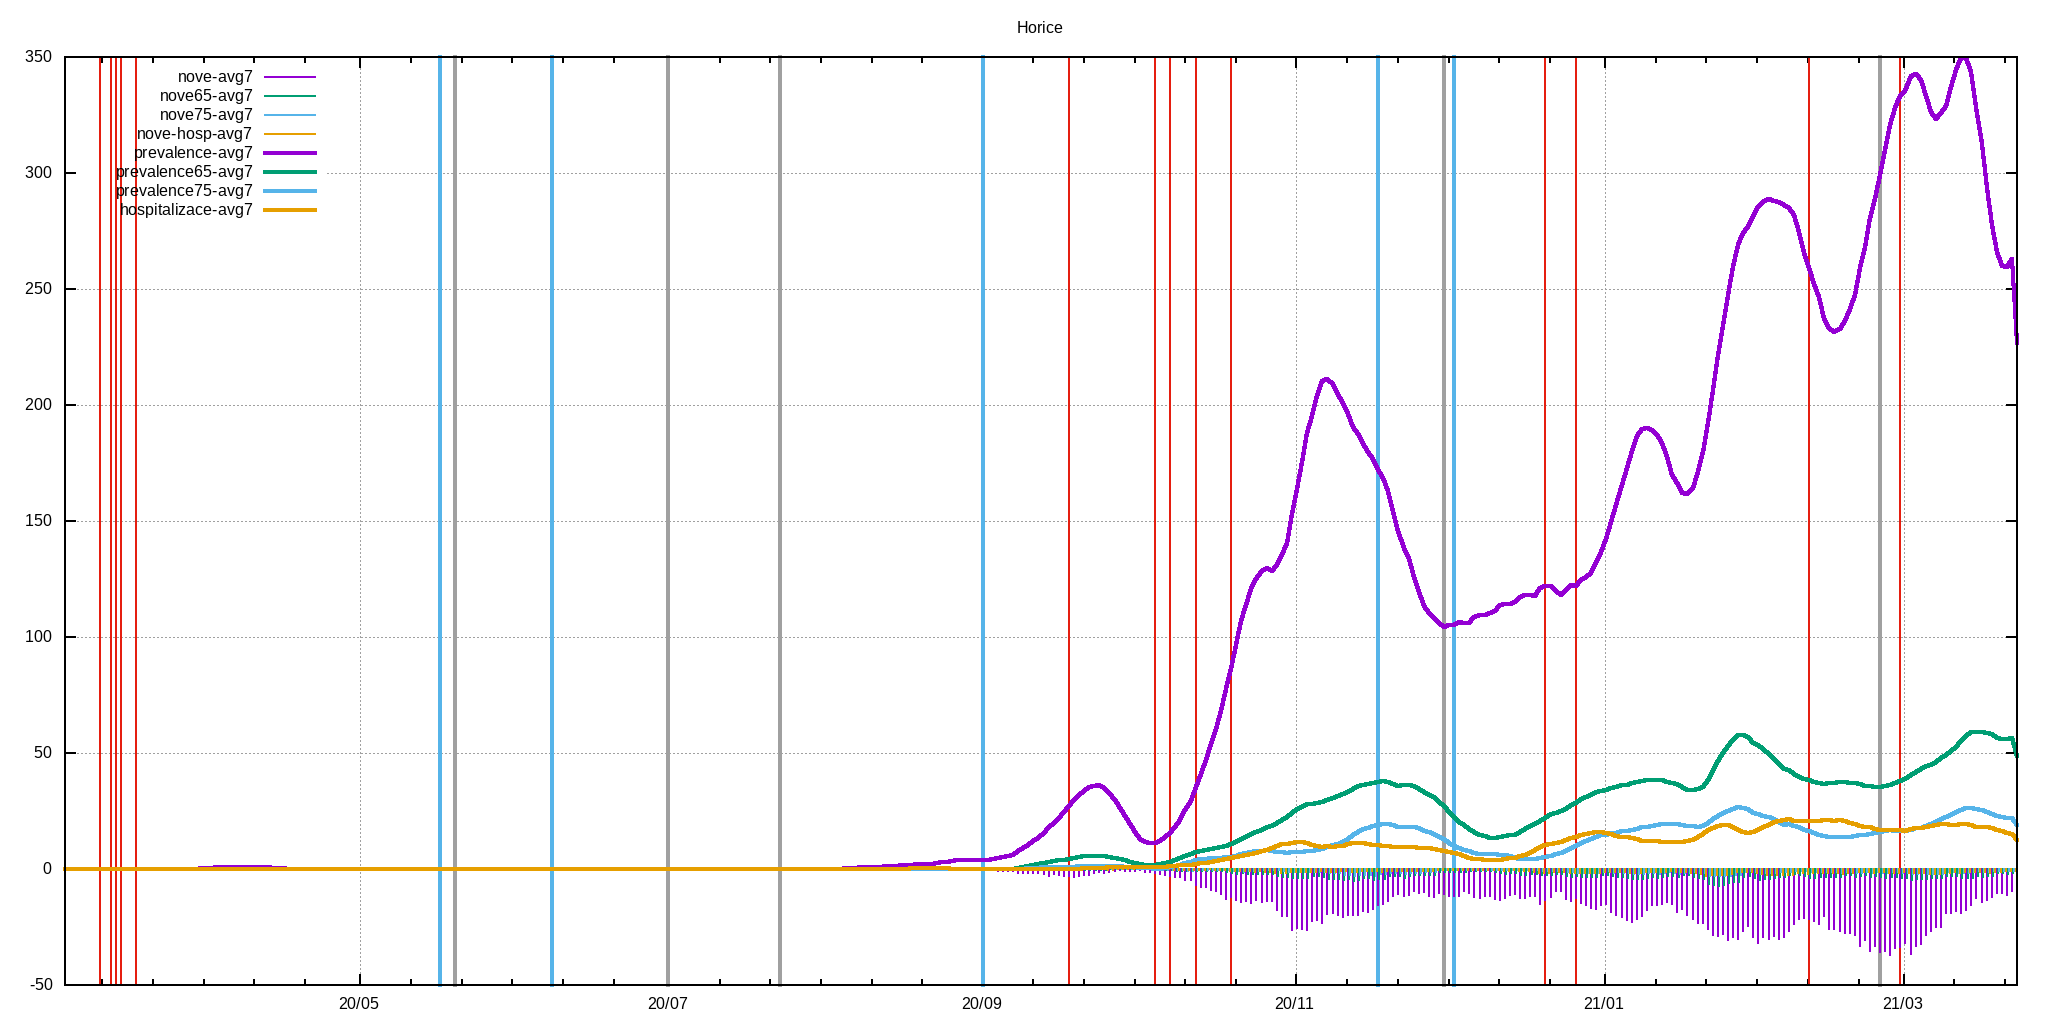 Horice
350
300
250
200
150
100
50
0
-50
nove-avg7
nove65-avg7
nove75-avg7
nove-hosp-avg7
prevalence-avg7
prevalence65-avg7
prevalence75-avg7
hospitalizace-avg7
20/05 20/07 20/09 20/11 21/01 21/03